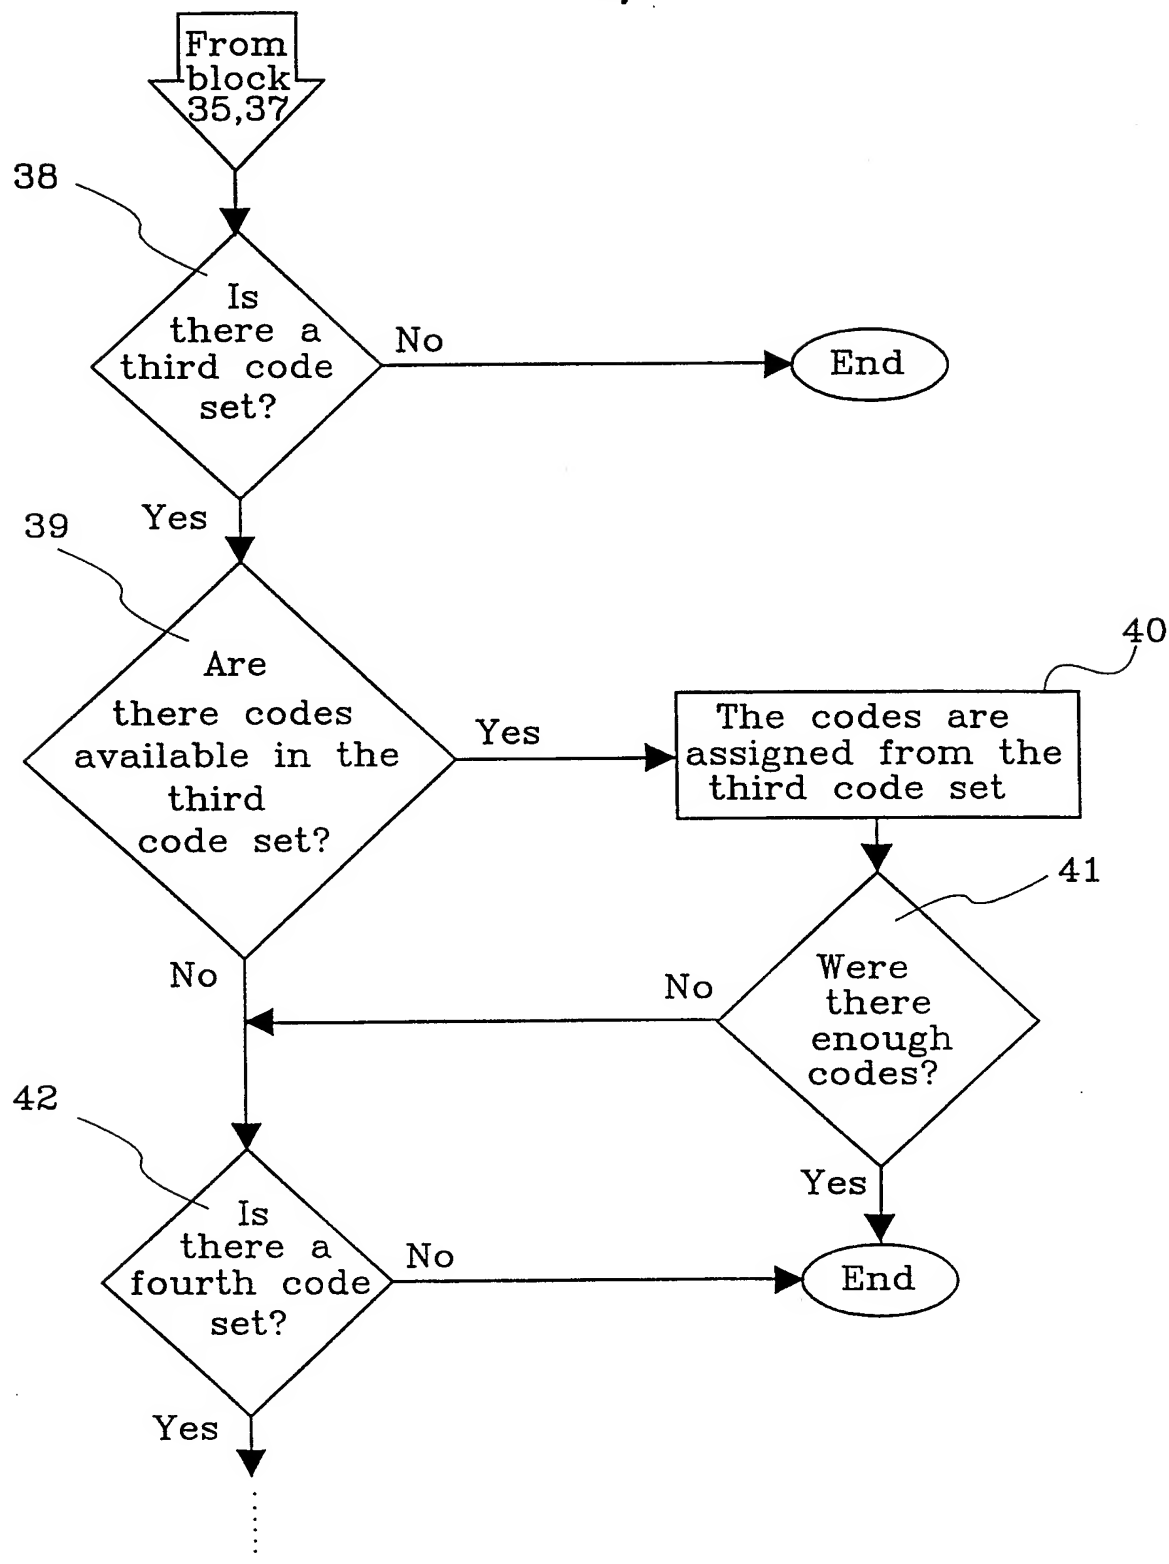 From
block
35,37
38
Is
there a
third code
set?
No
End
Yes
39
Are
there codes
available in the
third
code set?
Yes
40
The codes are
assigned from the
third code set
41
Were
there
enough
codes?
No
No
42
Is
there a
fourth code
set?
No
Yes
End
Yes